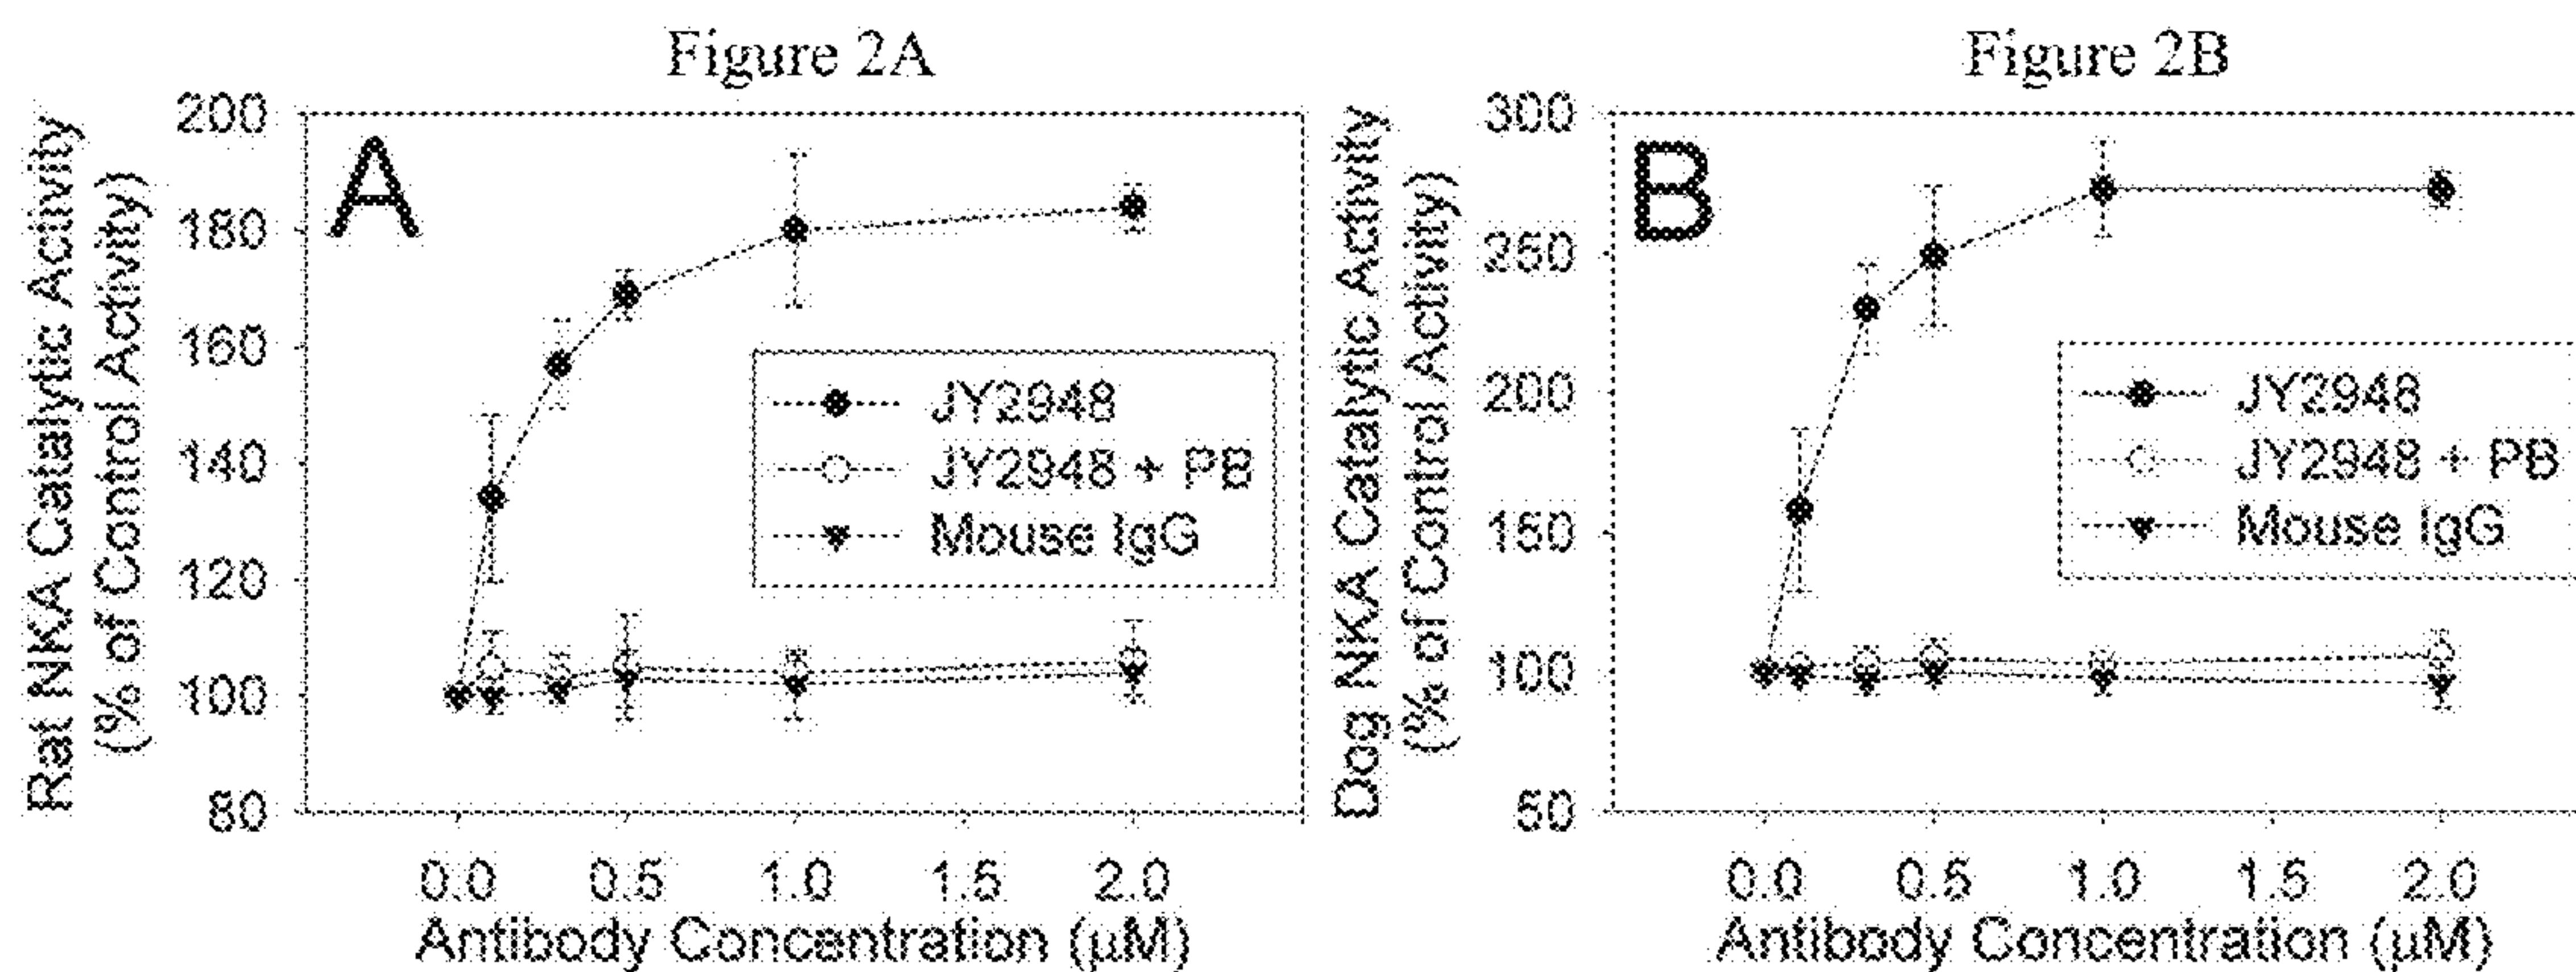 Figure 2A
A
Rat NKA Catalytic Activity
(% of Control Activity)
200
180
160
140
120
100
80
JY2948
JY2948 + PB
Mouse IgG
0.0 0.5 1.0 1.5 2.0
Antibody Concentration (µM)
Figure 2B
B
Dog NKA Catalytic Activity
(% of Control Activity)
300
250
200
150
100
50
JY2948
JY2948 + PB
Mouse IgG
0.0 0.5 1.0 1.5 2.0
Antibody Concentration (µM)